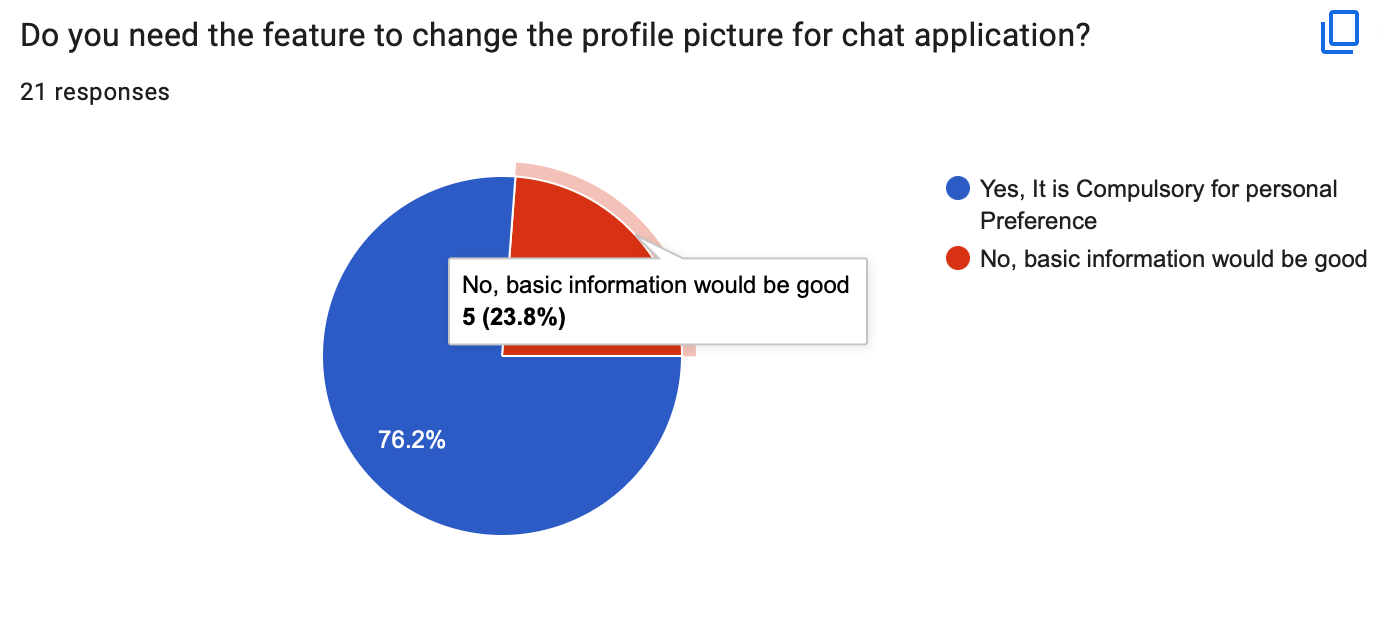 Do you need the feature to change the profile picture for chat application?
21 responses
Yes, It is Compulsory for personal
Preference
No, basic information would be good
No, basic information would be good
5 (23.8%)
76.2%